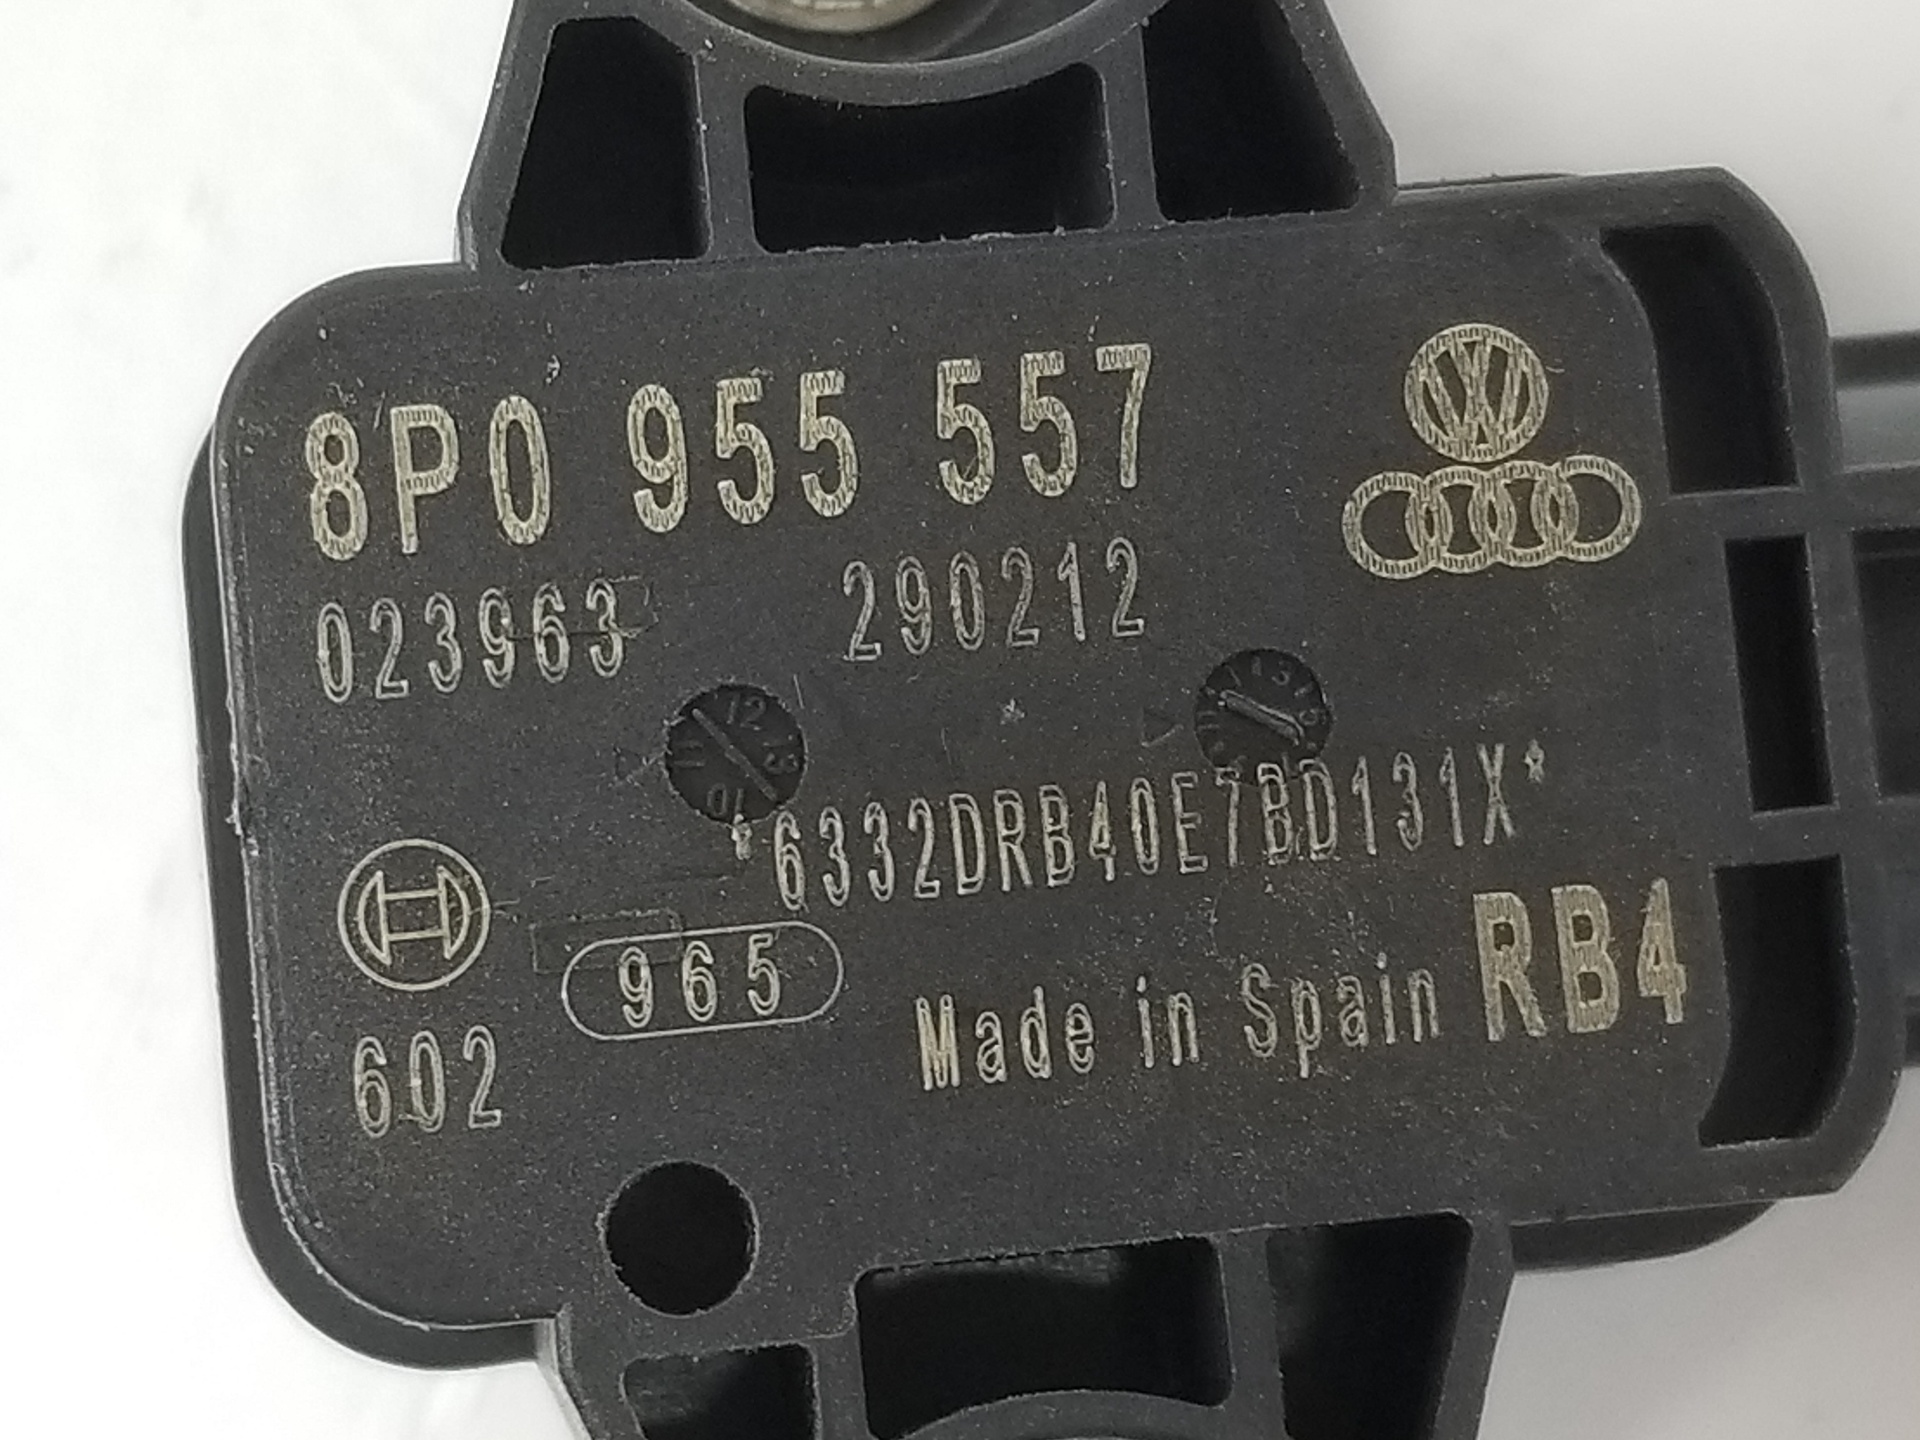 8P0 955 557
023963 290212
*6332DRB40E7BD131X*
965
602
Made in Spain RB4